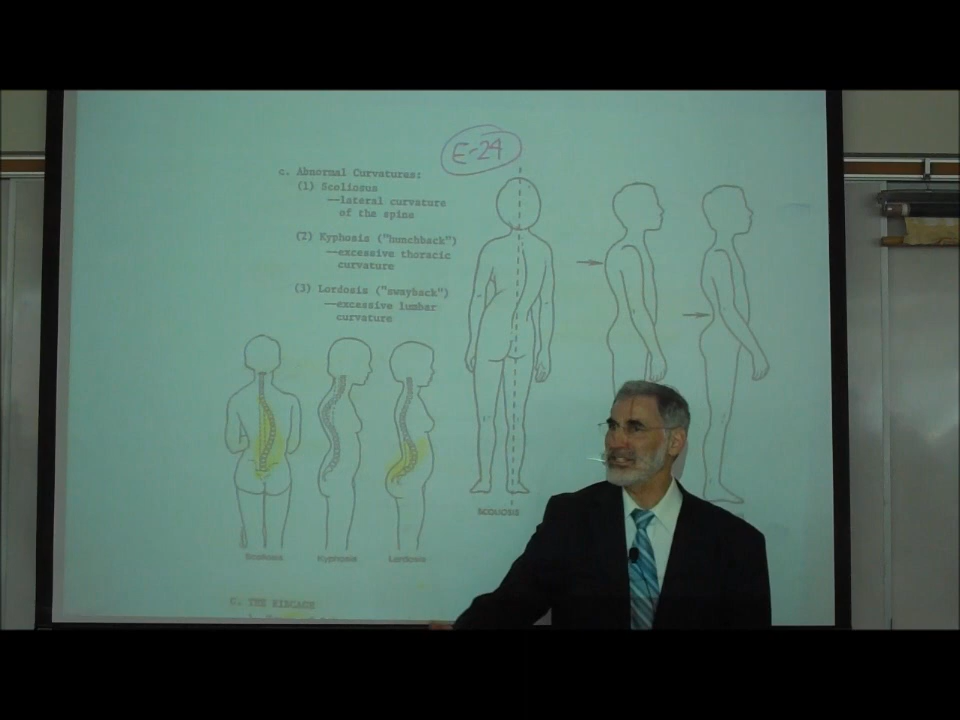 E-24
c. Abnormal Curvatures:
(1) Scoliosus
—lateral curvature
of the spine
(2) Kyphosis ("hunchback")
—excessive thoracic
curvature
(3) Lordosis ("swayback")
—excessive lumbar
curvature
SCOLIOSIS
Scoliosis
Kyphosis
Lordosis
C. THE RIBCAGE